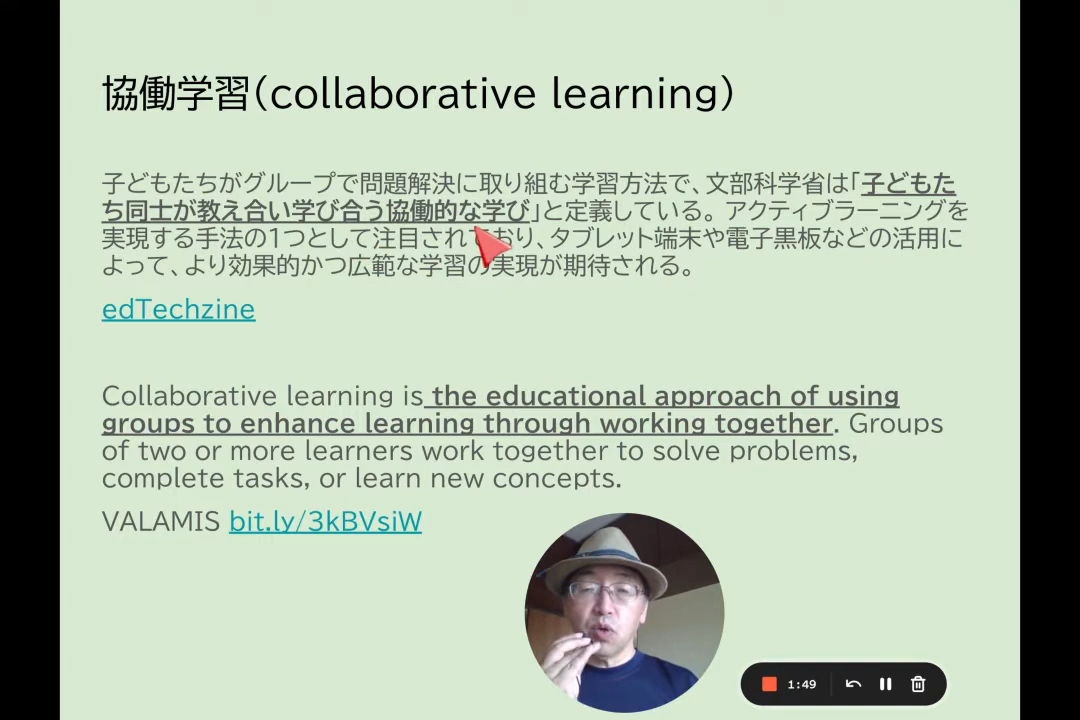 協働学習(collaborative learning)
子どもたちがグループで問題解決に取り組む学習方法で、文部科学省は「子どもた
ち同士が教え合い学び合う協働的な学び」と定義している。アクティブラーニングを
実現する手法の1つとして注目されており、タブレット端末や電子黒板などの活用に
よって、より効果的かつ広範な学習の実現が期待される。
edTechzine
Collaborative learning is the educational approach of using
groups to enhance learning through working together. Groups
of two or more learners work together to solve problems,
complete tasks, or learn new concepts.
VALAMIS bit.ly/3kBVsiW
1:49